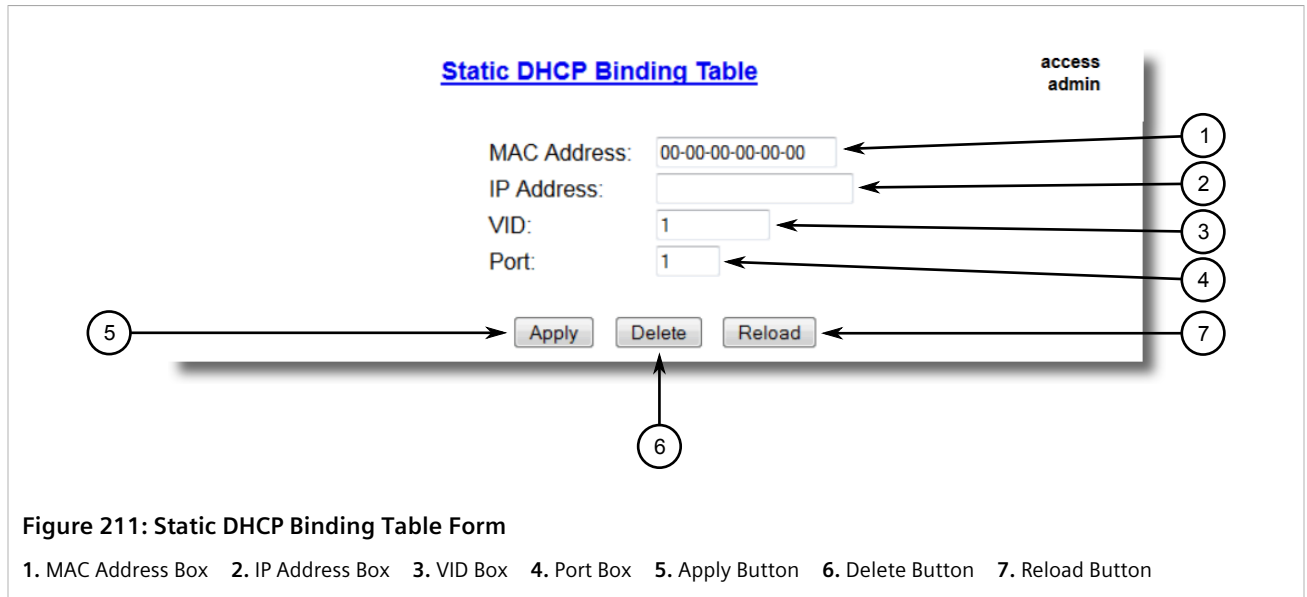 Static DHCP Binding Table
access
admin
MAC Address: 00-00-00-00-00-00
1
IP Address:
2
VID: 1
3
Port: 1
4
5
Apply Delete Reload
7
6
Figure 211: Static DHCP Binding Table Form
1. MAC Address Box 2. IP Address Box 3. VID Box 4. Port Box 5. Apply Button 6. Delete Button 7. Reload Button